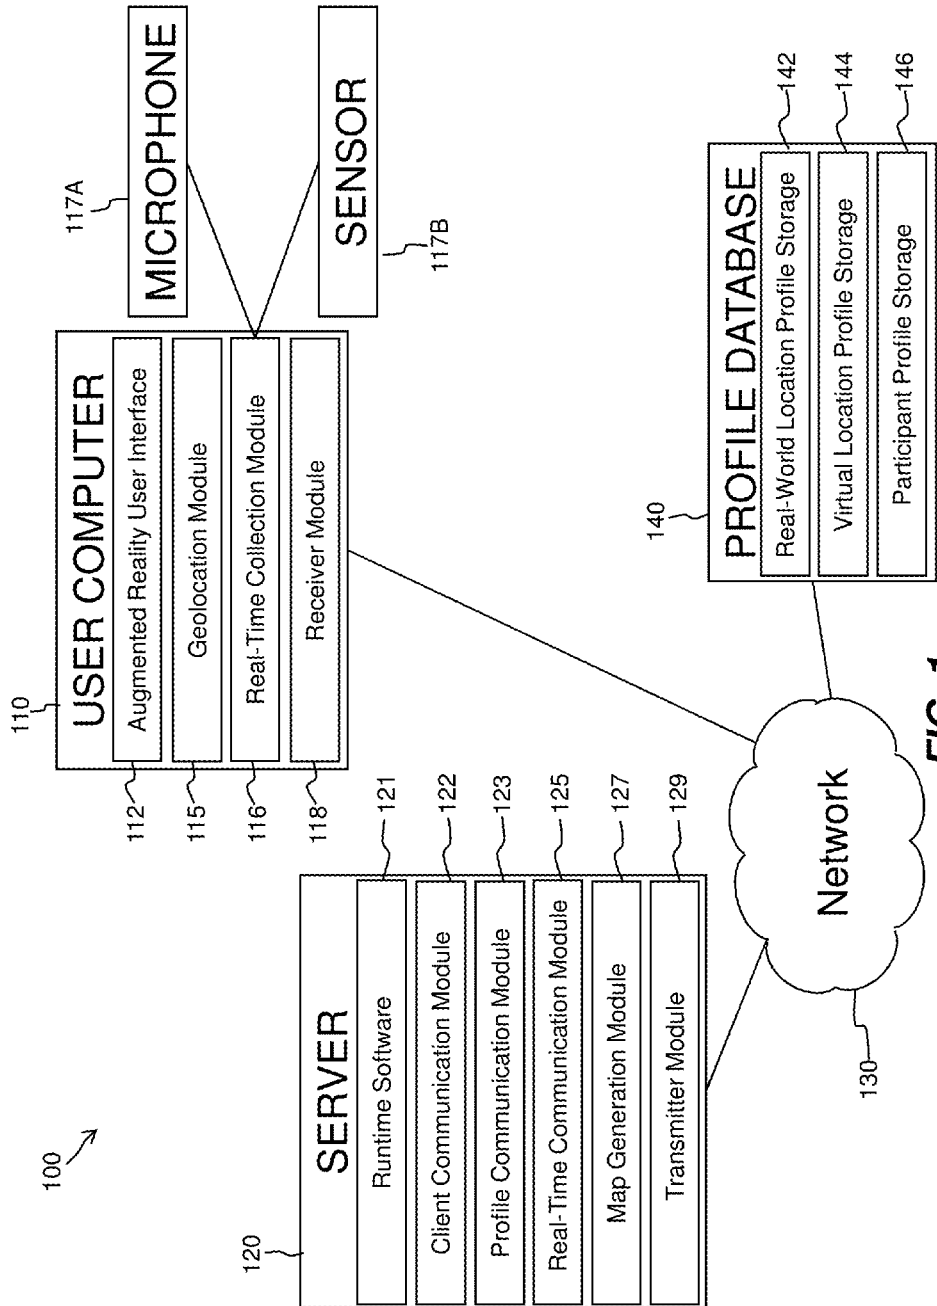 100
120
SERVER
Runtime Software
121
Client Communication Module
122
Profile Communication Module
123
Real-Time Communication Module
125
Map Generation Module
127
Transmitter Module
129
110
USER COMPUTER
112
Augmented Reality User Interface
115
Geolocation Module
116
Real-Time Collection Module
118
Receiver Module
117A
MICROPHONE
SENSOR
117B
130
Network
140
PROFILE DATABASE
Real-World Location Profile Storage
142
Virtual Location Profile Storage
144
Participant Profile Storage
146
FIG. 1